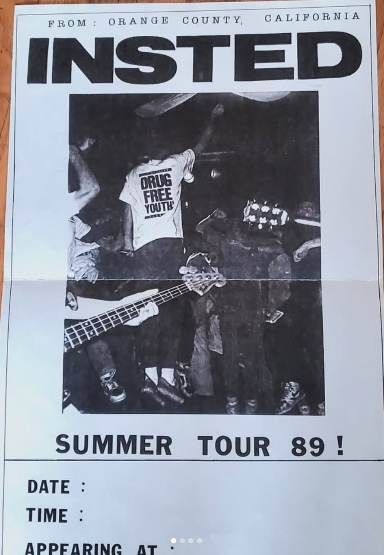 FROM: ORANGE COUNTY, CALIFORNIA
INSTED
DRUG
FREE
YOUTH
SUMMER TOUR 89!
DATE :
TIME :
APPEARING AT :